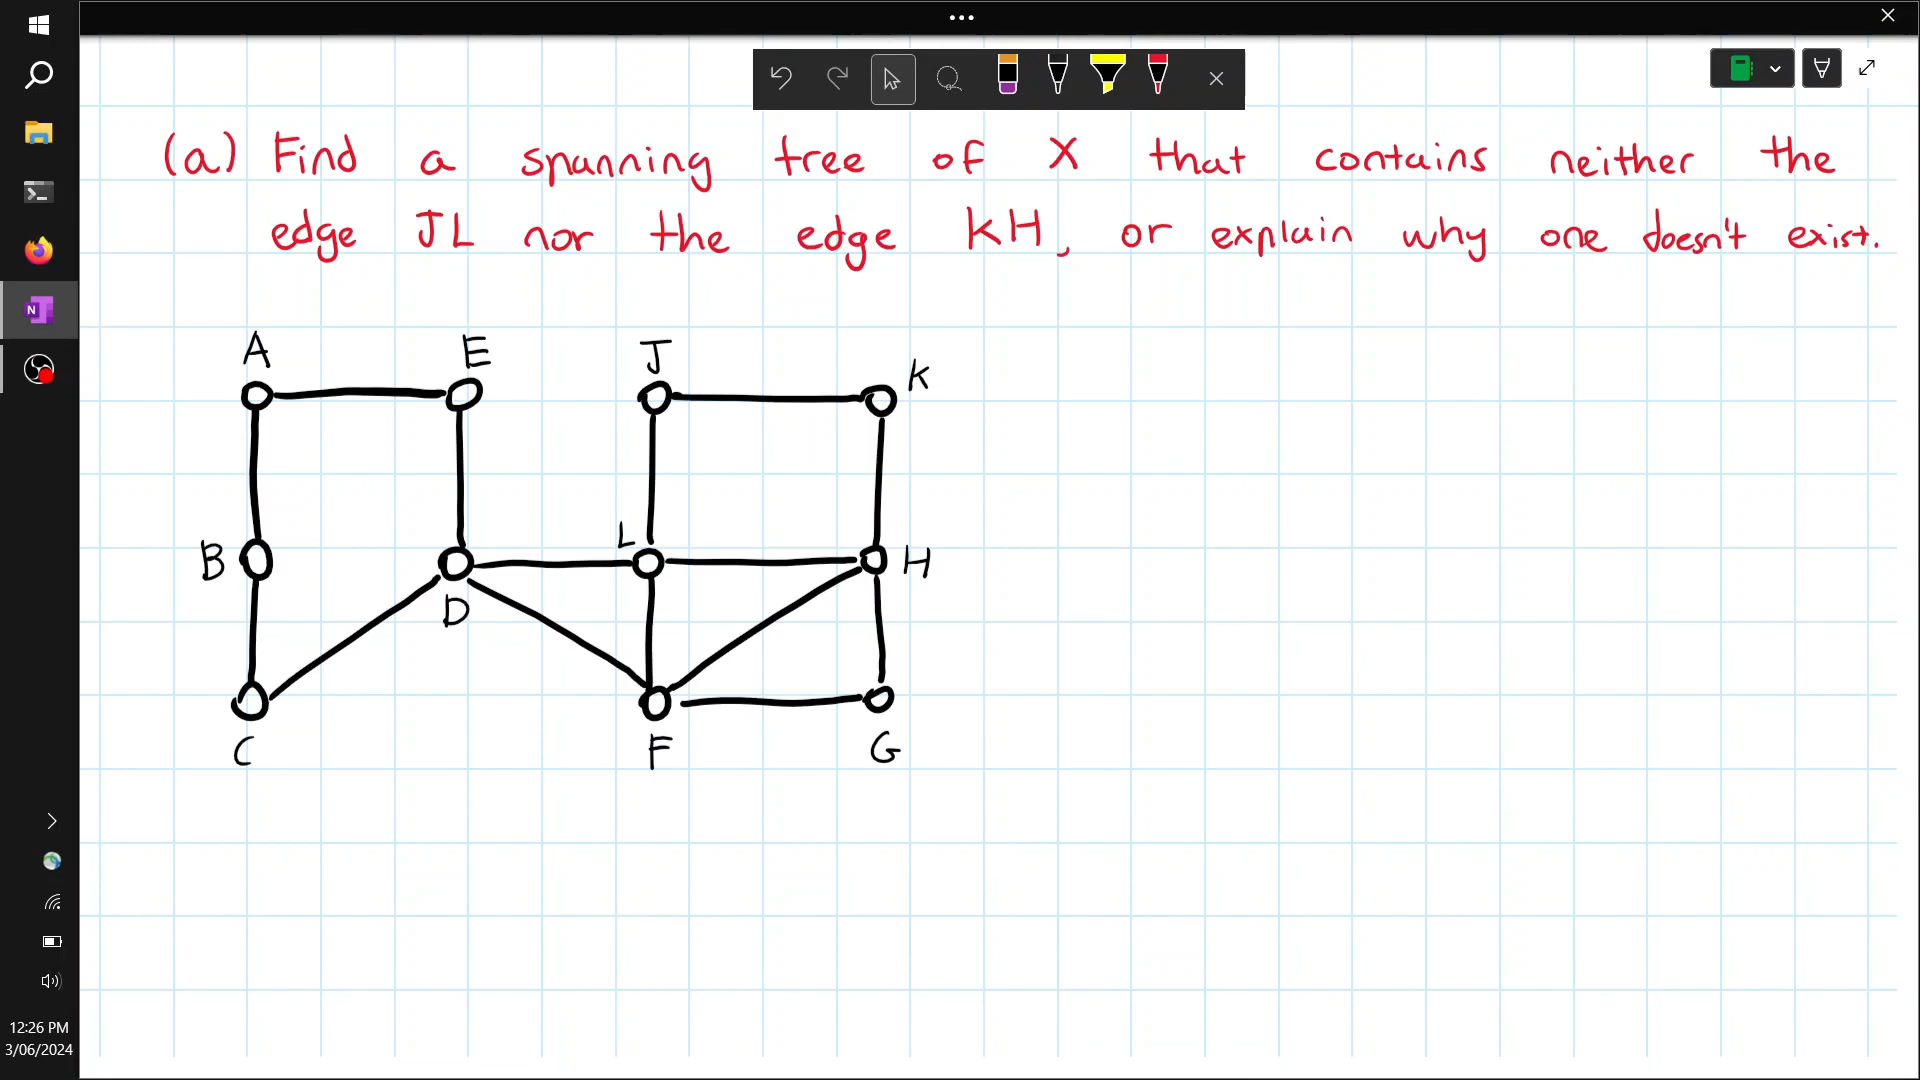 (a) Find a spanning tree of X that contains neither the
edge JL nor the edge KH, or explain why one doesn't exist.
A E J K
B D L H
C F G
12:26 PM
3/06/2024